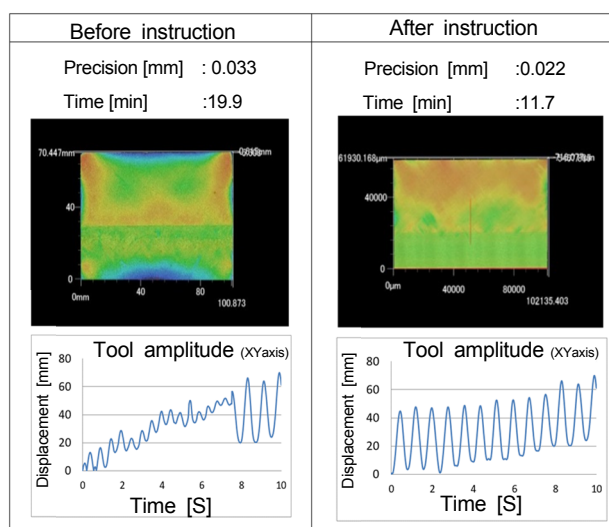 Before instruction
Precision [mm] : 0.033
Time [min] :19.9
70.447mm
40
0
0mm
40
80
100.873
Tool amplitude (XYaxis)
Displacement [mm]
80
60
40
20
0
0 2 4 6 8 10
Time [S]
After instruction
Precision [mm] :0.022
Time [min] :11.7
61930.168μm
40000
0
0μm
40000
80000
102135.403
Tool amplitude (XYaxis)
Displacement [mm]
80
60
40
20
0
0 2 4 6 8 10
Time [S]